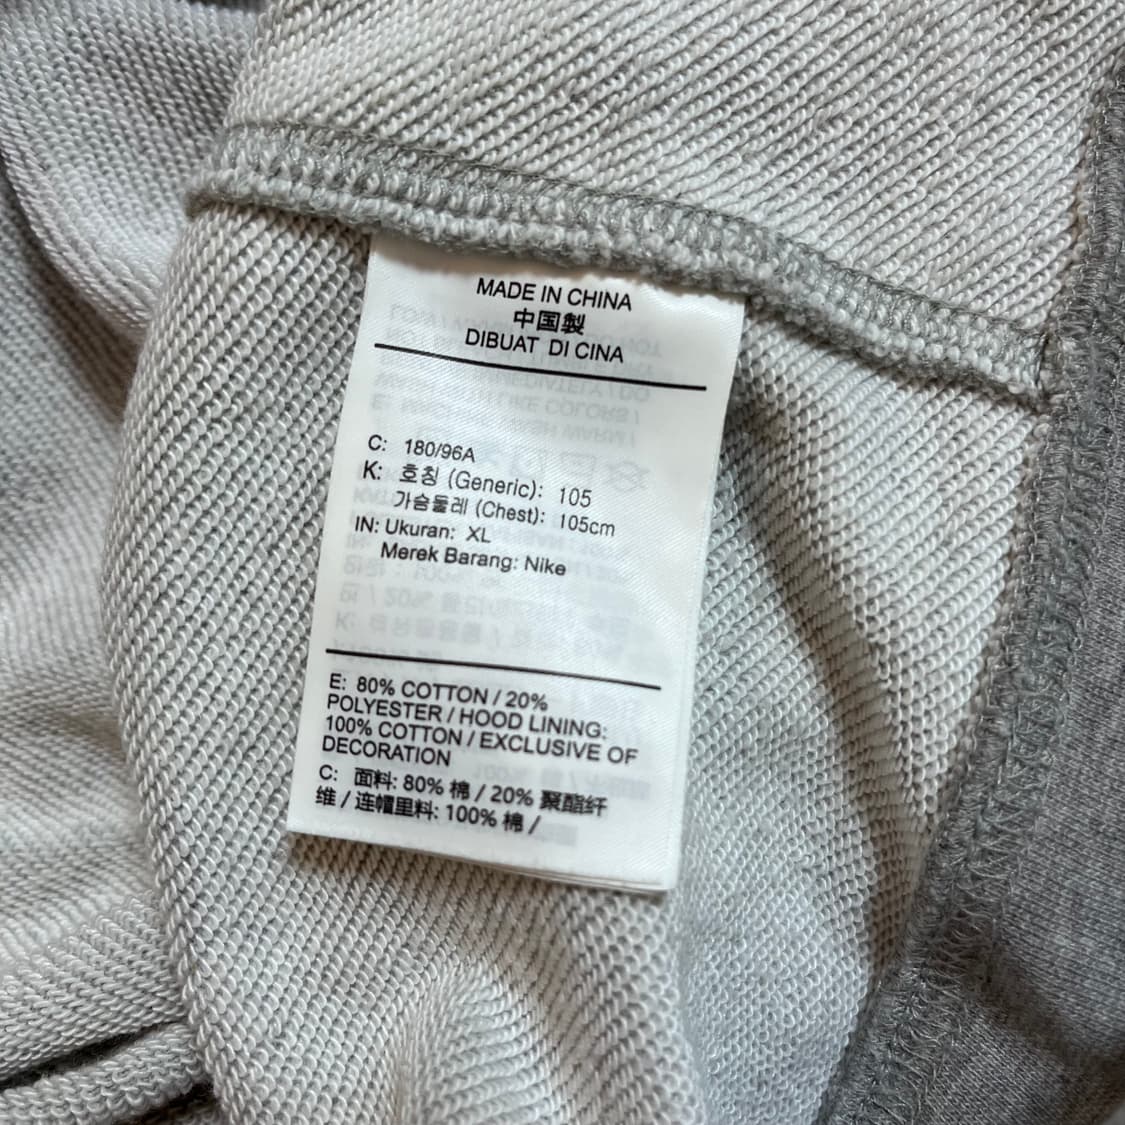 MADE IN CHINA
中国製
DIBUAT DI CINA
C: 180/96A
K: 호칭 (Generic): 105
가슴둘레 (Chest): 105cm
IN: Ukuran: XL
Merek Barang: Nike
E: 80% COTTON / 20%
POLYESTER / HOOD LINING:
100% COTTON / EXCLUSIVE OF
DECORATION
C: 面料: 80% 棉 / 20% 聚酯纤
维 / 连帽里料: 100% 棉 /